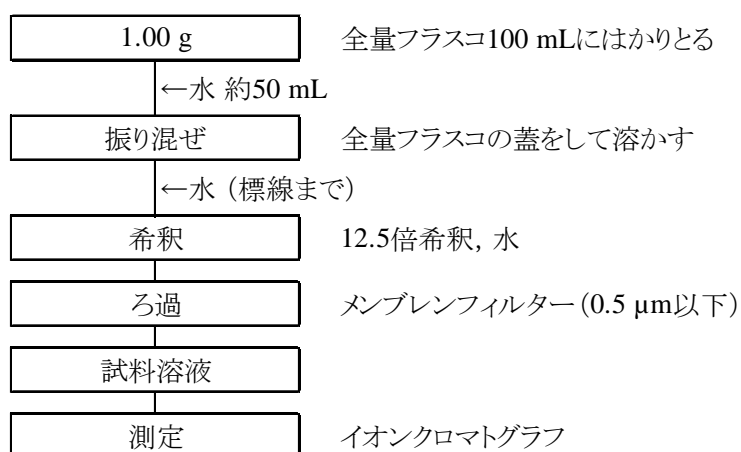 1.00 g 全量フラスコ100 mLにはかりとる
←水 約50 mL
振り混ぜ 全量フラスコの蓋をして溶かす
←水（標線まで）
希釈 12.5倍希釈, 水
ろ過 メンブレンフィルター（0.5 µm以下）
試料溶液
測定 イオンクロマトグラフ